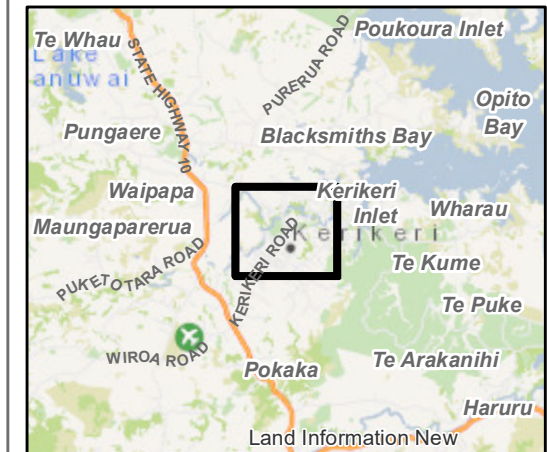 Poukoura Inlet
Te Whau
Lake
anuwai
STATE HIGHWAY 10
PURERUA ROAD
Opito
Bay
Pungaere
Blacksmiths Bay
Waipapa
Kerikeri
Inlet
Wharau
Maungaparerua
Kerikeri
PUKETOTARA ROAD
KERIKERI ROAD
Te Kume
Te Puke
WIROA ROAD
Pokaka
Te Arakanihi
Haruru
Land Information New